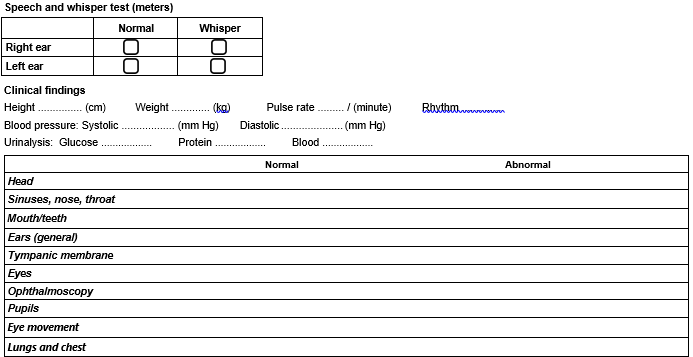 Speech and whisper test (meters)
Normal Whisper
Right ear
Left ear
Clinical findings
Height .............. (cm) Weight ............. (kg) Pulse rate ......... / (minute) Rhythm..............
Blood pressure: Systolic .................. (mm Hg) Diastolic ..................... (mm Hg)
Urinalysis: Glucose ................. Protein ................. Blood .................
Normal Abnormal
Head
Sinuses, nose, throat
Mouth/teeth
Ears (general)
Tympanic membrane
Eyes
Ophthalmoscopy
Pupils
Eye movement
Lungs and chest